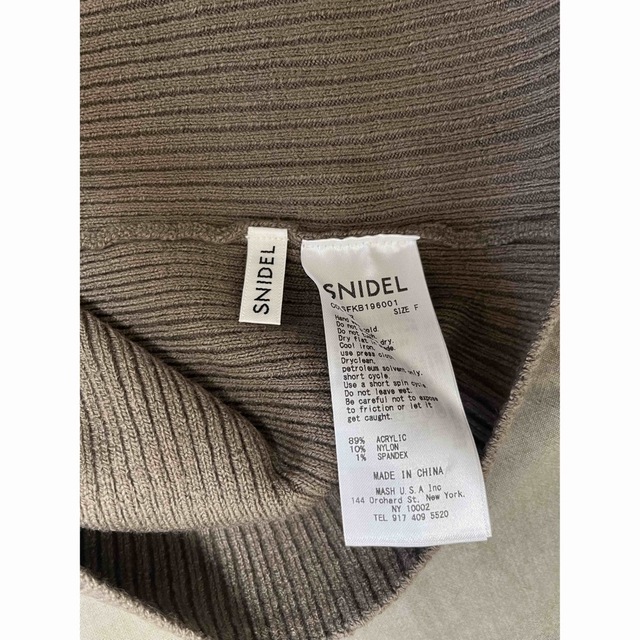 SNIDEL
SNIDEL
SFKB196001
SIZE F
Hand
Do not
Do not
Dry flat in dry.
Cool iron.
use press
Dryclean,
petroleum solvent only.
short cycle.
Use a short spin cycle
Do not leave wet.
Be careful not to expose
to friction or let it
get caught.
89% ACRYLIC
10% NYLON
1% SPANDEX
MADE IN CHINA
MASH U.S.A Inc
144 Orchard St. New York.
NY 10002
TEL 917 409 5520